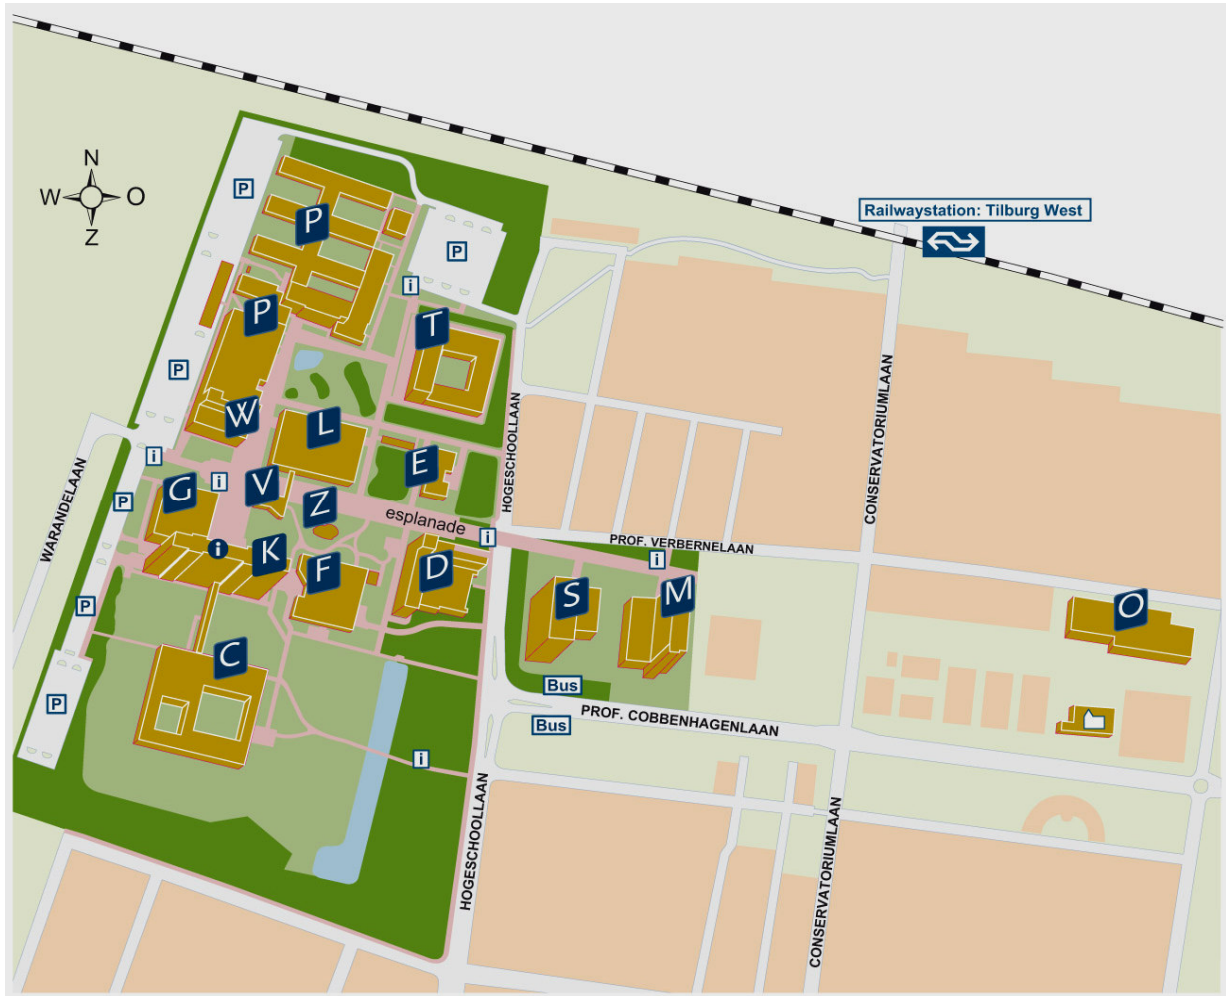 N
W
O
Z
P
P
Railwaystation: Tilburg West
P
i
P
T
P
W
L
HOGESCHOOLLAAN
CONSERVATORIUMLAAN
i
E
WARANDELAAN
G
i
V
Z
P
esplanade
i
PROF. VERBERNELAAN
i
i
K
F
D
S
M
P
O
C
Bus
P
Bus
PROF. COBBENHAGENLAAN
i
HOGESCHOOLLAAN
CONSERVATORIUMLAAN